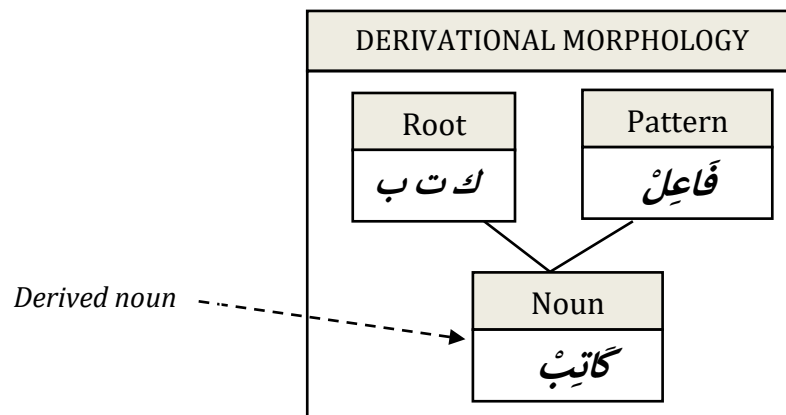 DERIVATIONAL MORPHOLOGY
Root
Pattern
ك ت ب
فَاعِلْ
Derived noun
Noun
كَاتِبْ